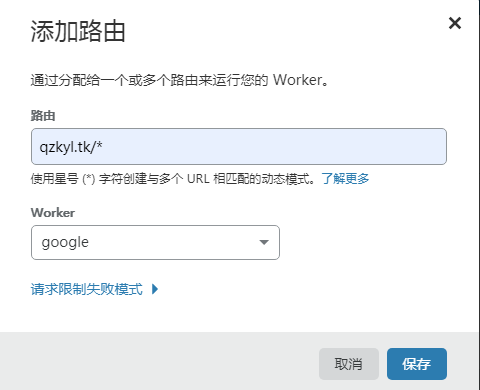 添加路由
通过分配给一个或多个路由来运行您的 Worker。
路由
qzkyl.tk/*
使用星号 (*) 字符创建与多个 URL 相匹配的动态模式。了解更多
Worker
google
请求限制失败模式
取消 保存